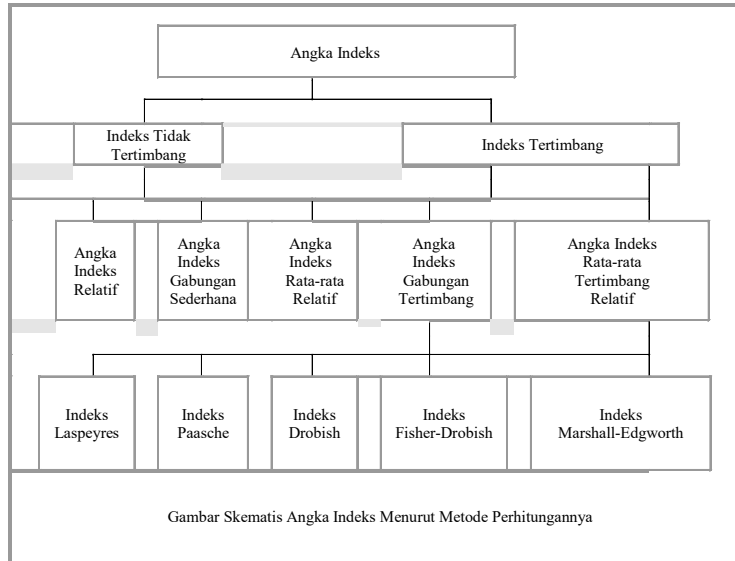 Angka Indeks
Indeks Tidak
Tertimbang
Indeks Tertimbang
Angka
Indeks
Relatif
Angka
Indeks
Gabungan
Sederhana
Angka
Indeks
Rata-rata
Relatif
Angka
Indeks
Gabungan
Tertimbang
Angka Indeks
Rata-rata
Tertimbang
Relatif
Indeks
Laspeyres
Indeks
Paasche
Indeks
Drobish
Indeks
Fisher-Drobish
Indeks
Marshall-Edgworth
Gambar Skematis Angka Indeks Menurut Metode Perhitungannya